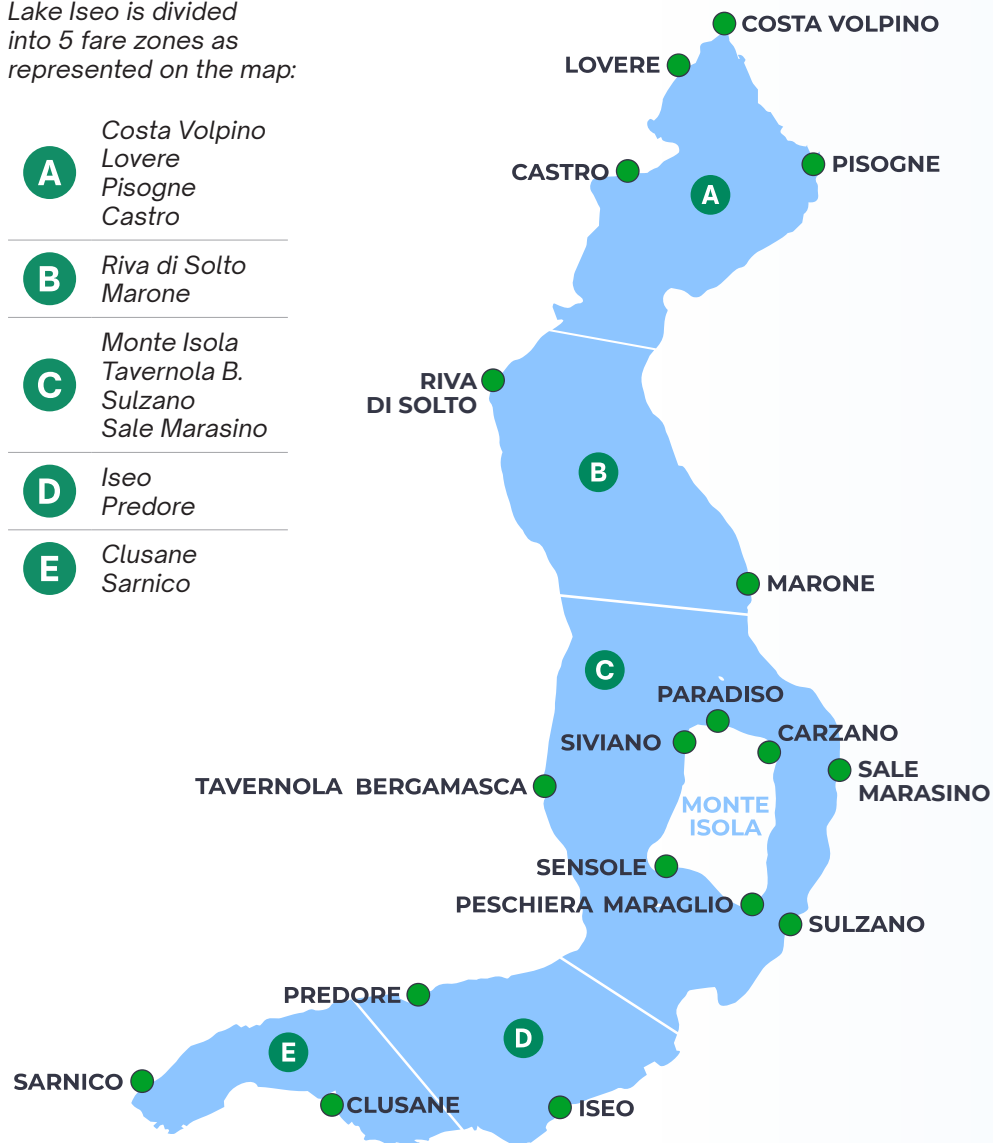 Lake Iseo is divided
into 5 fare zones as
represented on the map:
A
Costa Volpino
Lovere
Pisogne
Castro
B
Riva di Solto
Marone
C
Monte Isola
Tavernola B.
Sulzano
Sale Marasino
D
Iseo
Predore
E
Clusane
Sarnico
COSTA VOLPINO
LOVERE
CASTRO
PISOGNE
A
RIVA
DI SOLTO
B
MARONE
C
PARADISO
SIVIANO
CARZANO
SALE
MARASINO
TAVERNOLA BERGAMASCA
MONTE
ISOLA
SENSOLE
PESCHIERA MARAGLIO
SULZANO
PREDORE
D
E
SARNICO
CLUSANE
ISEO